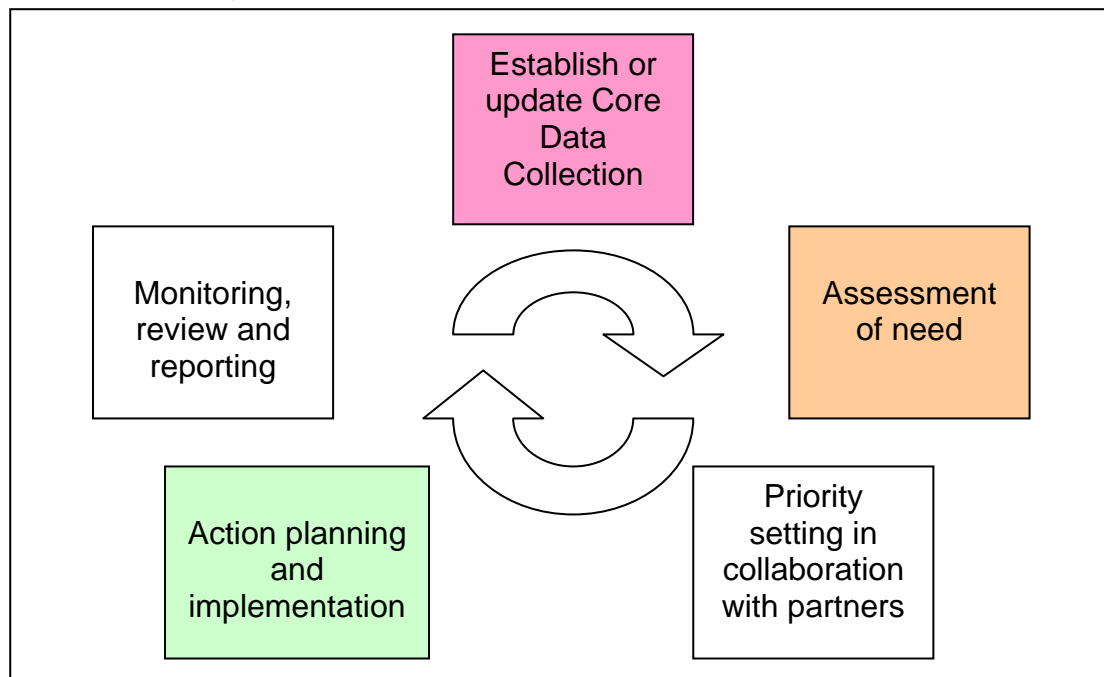 Establish or
update Core
Data
Collection
Assessment
of need
Priority
setting in
collaboration
with partners
Action planning
and
implementation
Monitoring,
review and
reporting